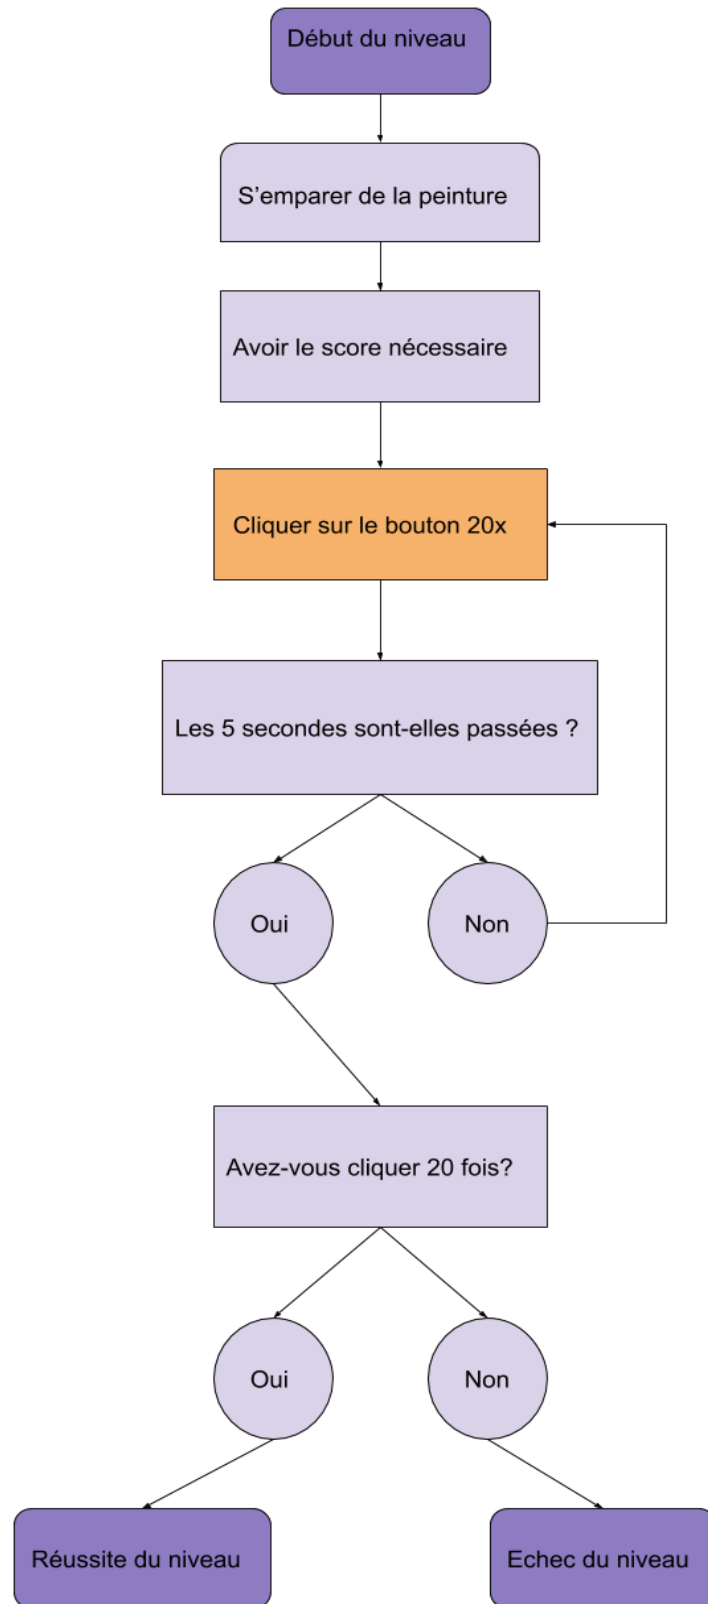 Début du niveau
S'emparer de la peinture
Avoir le score nécessaire
Cliquer sur le bouton 20x
Les 5 secondes sont-elles passées ?
Oui
Non
Avez-vous cliquer 20 fois?
Oui
Non
Réussite du niveau
Echec du niveau